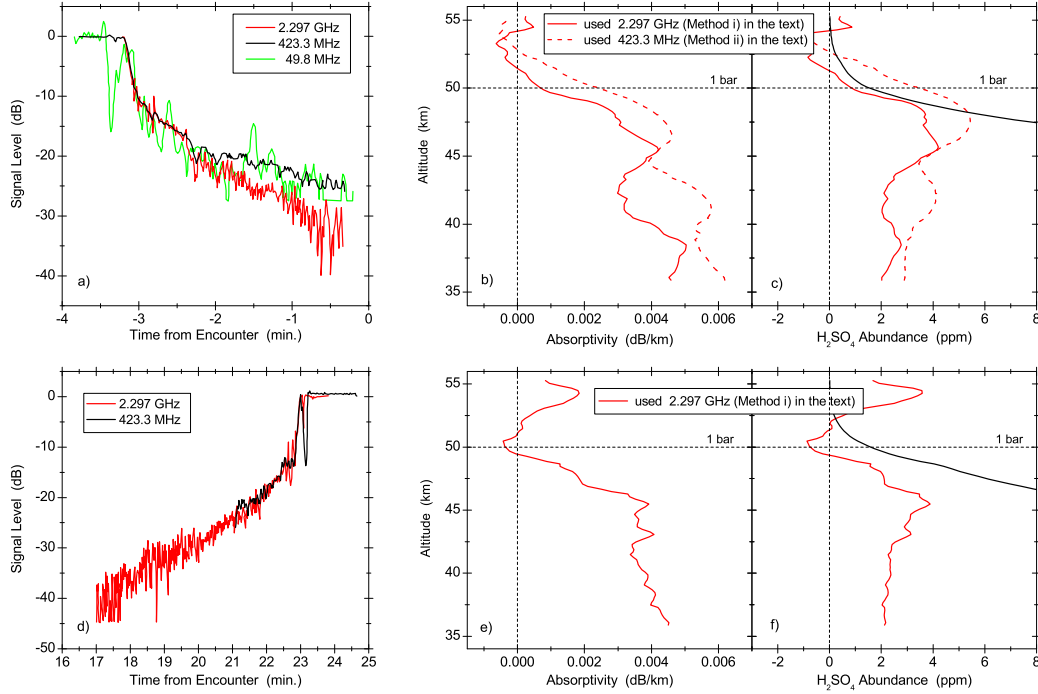 2.297 GHz
423.3 MHz
49.8 MHz
0
-10
-20
-30
-40
Signal Level (dB)
a)
-4 -3 -2 -1 0
Time from Encounter (min.)
used 2.297 GHz (Method i) in the text)
used 423.3 MHz (Method ii) in the text)
1 bar
1 bar
55
50
45
40
35
Altitude (km)
b)
c)
0.000 0.002 0.004 0.006
Absorptivity (dB/km)
0 2 4 6 8
H₂SO₄ Abundance (ppm)
2.297 GHz
423.3 MHz
0
-10
-20
-30
-40
-50
Signal Level (dB)
d)
16 17 18 19 20 21 22 23 24 25
Time from Encounter (min.)
used 2.297 GHz (Method i) in the text)
1 bar
1 bar
55
50
45
40
35
Altitude (km)
e)
f)
0.000 0.002 0.004 0.006
Absorptivity (dB/km)
0 2 4 6 8
H₂SO₄ Abundance (ppm)